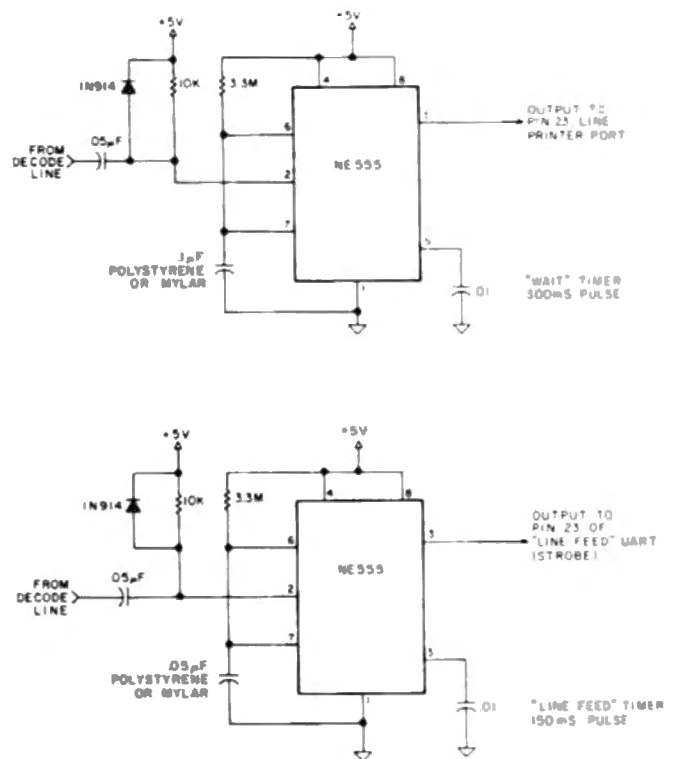 +5V
+5V
1N914
10K
3.3M
4
8
6
3
OUTPUT TO
PIN 23 LINE
PRINTER PORT
FROM
DECODE
LINE
.05µF
2
NE555
7
5
.1µF
POLYSTYRENE
OR MYLAR
1
.01
"WAIT" TIMER
300mS PULSE
+5V
+5V
1N914
10K
3.3M
4
8
6
3
OUTPUT TO
PIN 23 OF
"LINE FEED" UART
(STROBE)
NE555
FROM
DECODE
LINE
.05µF
2
7
.05µF
POLYSTYRENE
OR MYLAR
1
.01
"LINE FEED" TIMER
150mS PULSE